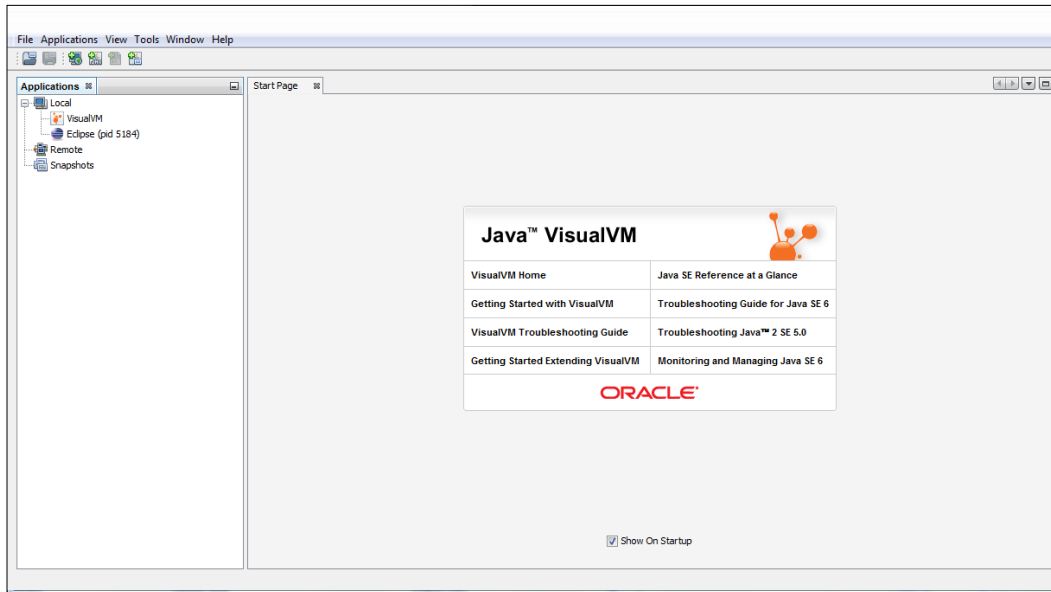 File Applications View Tools Window Help
Applications
Start Page
Local
VisualVM
Eclipse (pid 5184)
Remote
Snapshots
Java™ VisualVM
VisualVM Home
Java SE Reference at a Glance
Getting Started with VisualVM
Troubleshooting Guide for Java SE 6
VisualVM Troubleshooting Guide
Troubleshooting Java™ 2 SE 5.0
Getting Started Extending VisualVM
Monitoring and Managing Java SE 6
ORACLE
Show On Startup